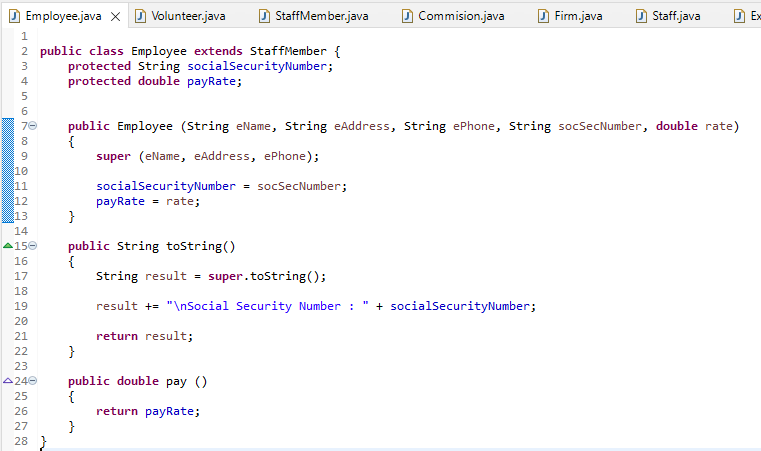 Employee.java Volunteer.java StaffMember.java Commision.java Firm.java Staff.java Ex
1
2 public class Employee extends StaffMember {
3     protected String socialSecurityNumber;
4     protected double payRate;
5
6
7     public Employee (String eName, String eAddress, String ePhone, String socSecNumber, double rate)
8     {
9         super (eName, eAddress, ePhone);
10
11         socialSecurityNumber = socSecNumber;
12         payRate = rate;
13     }
14
15     public String toString()
16     {
17         String result = super.toString();
18
19         result += "\nSocial Security Number : " + socialSecurityNumber;
20
21         return result;
22     }
23
24     public double pay ()
25     {
26         return payRate;
27     }
28 }